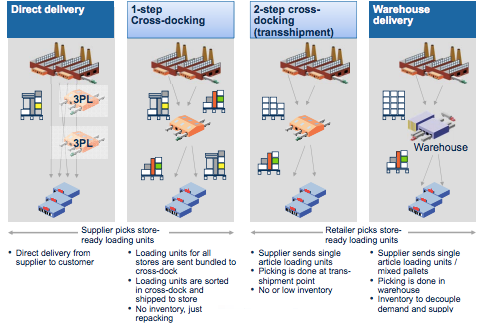 Direct delivery
1-step
Cross-docking
2-step cross-
docking
(transshipment)
Warehouse
delivery
3PL
3PL
Warehouse
Supplier picks store-
ready loading units
Retailer picks store-
ready loading units
• Direct delivery from
supplier to customer
• Loading units for all
stores are sent bundled to
cross-dock
• Loading units are sorted
in cross-dock and
shipped to store
• No inventory, just
repacking
• Supplier sends single
article loading units
• Picking is done at trans-
shipment point
• No or low inventory
• Supplier sends single
article loading units /
mixed pallets
• Picking is done in
warehouse
• Inventory to decouple
demand and supply